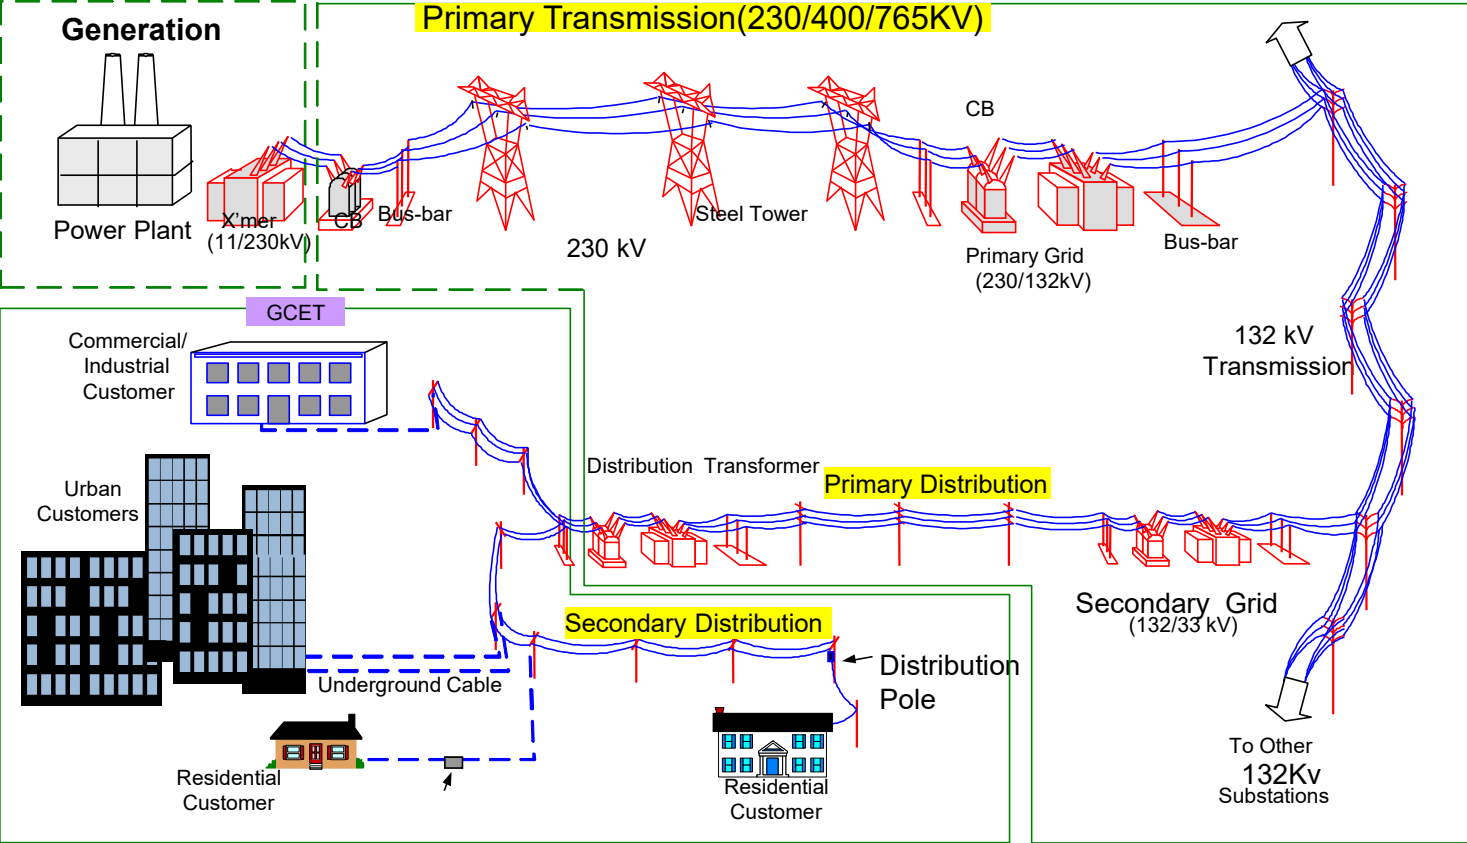 Generation
Primary Transmission(230/400/765KV)
CB
Power Plant
X'mer
(11/230kV)
CB
Bus-bar
Steel Tower
230 kV
Primary Grid
(230/132kV)
Bus-bar
GCET
Commercial/
Industrial
Customer
132 kV
Transmission
Urban
Customers
Distribution Transformer
Primary Distribution
Secondary Grid
(132/33 kV)
Secondary Distribution
Underground Cable
Distribution
Pole
Residential
Customer
Residential
Customer
To Other
132Kv
Substations